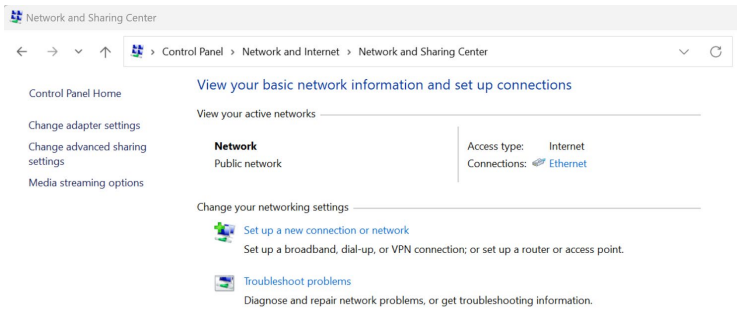 Network and Sharing Center
Control Panel > Network and Internet > Network and Sharing Center
Control Panel Home
Change adapter settings
Change advanced sharing
settings
Media streaming options
View your basic network information and set up connections
View your active networks
Network
Public network
Access type: Internet
Connections: Ethernet
Change your networking settings
Set up a new connection or network
Set up a broadband, dial-up, or VPN connection; or set up a router or access point.
Troubleshoot problems
Diagnose and repair network problems, or get troubleshooting information.